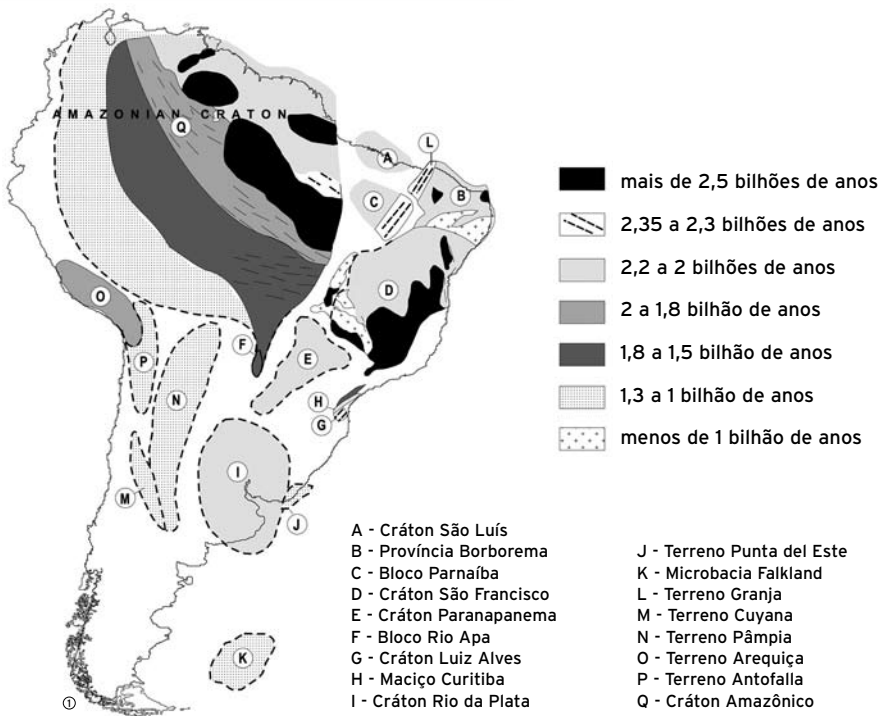 AMAZONIAN CRATON
Q
A
L
C
B
D
O
P
F
E
N
H
G
I
M
J
K
①
mais de 2,5 bilhões de anos
2,35 a 2,3 bilhões de anos
2,2 a 2 bilhões de anos
2 a 1,8 bilhão de anos
1,8 a 1,5 bilhão de anos
1,3 a 1 bilhão de anos
menos de 1 bilhão de anos
A - Cráton São Luís
B - Província Borborema
C - Bloco Parnaíba
D - Cráton São Francisco
E - Cráton Paranapanema
F - Bloco Rio Apa
G - Cráton Luiz Alves
H - Maciço Curitiba
I - Cráton Rio da Plata
J - Terreno Punta del Este
K - Microbacia Falkland
L - Terreno Granja
M - Terreno Cuyana
N - Terreno Pâmpia
O - Terreno Arequiça
P - Terreno Antofalla
Q - Cráton Amazônico